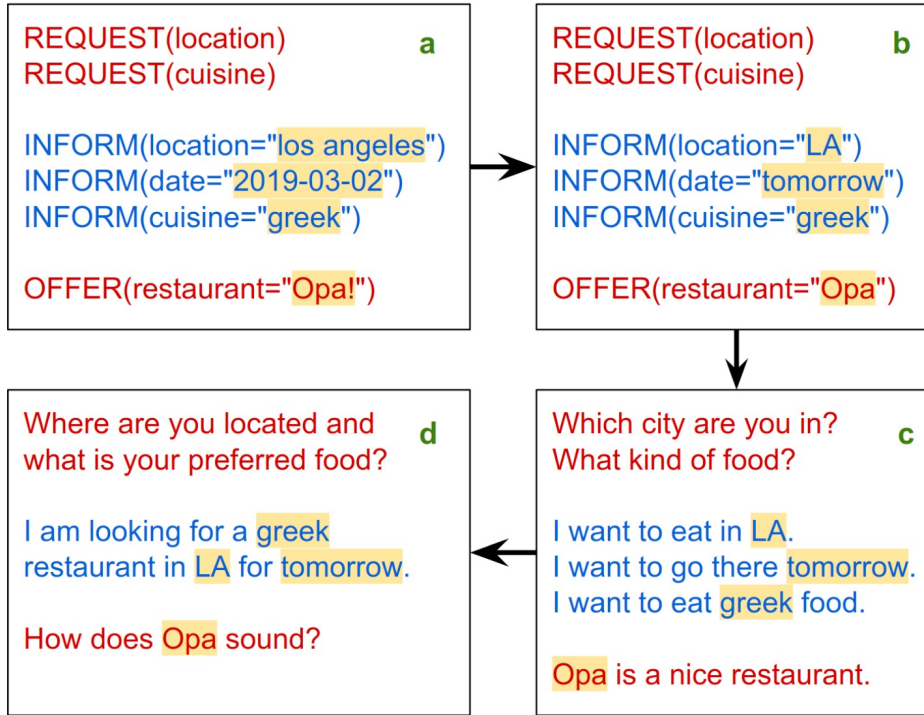 a
REQUEST(location)
REQUEST(cuisine)
INFORM(location="los angeles")
INFORM(date="2019-03-02")
INFORM(cuisine="greek")
OFFER(restaurant="Opa!")
b
REQUEST(location)
REQUEST(cuisine)
INFORM(location="LA")
INFORM(date="tomorrow")
INFORM(cuisine="greek")
OFFER(restaurant="Opa")
c
Which city are you in?
What kind of food?
I want to eat in LA.
I want to go there tomorrow.
I want to eat greek food.
Opa is a nice restaurant.
d
Where are you located and
what is your preferred food?
I am looking for a greek
restaurant in LA for tomorrow.
How does Opa sound?